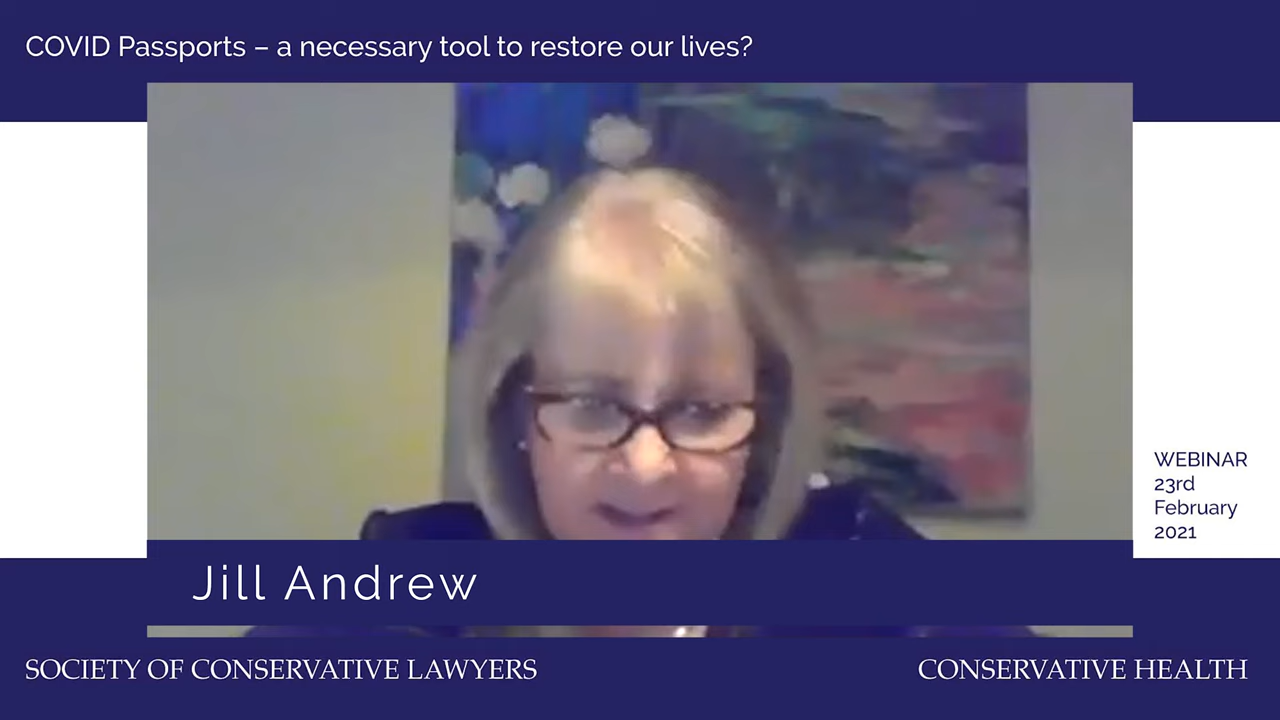 COVID Passports – a necessary tool to restore our lives?
WEBINAR
23rd
February
2021
Jill Andrew
SOCIETY OF CONSERVATIVE LAWYERS
CONSERVATIVE HEALTH